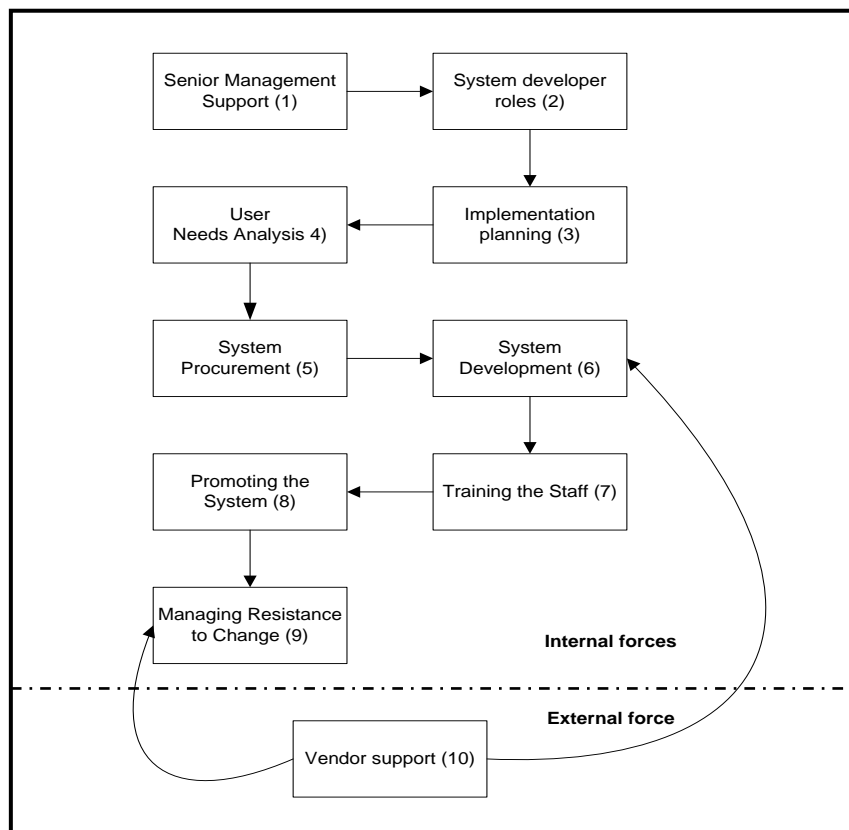 Senior Management
Support (1)
System developer
roles (2)
Implementation
planning (3)
User
Needs Analysis 4)
System
Procurement (5)
System
Development (6)
Training the Staff (7)
Promoting the
System (8)
Managing Resistance
to Change (9)
Internal forces
External force
Vendor support (10)